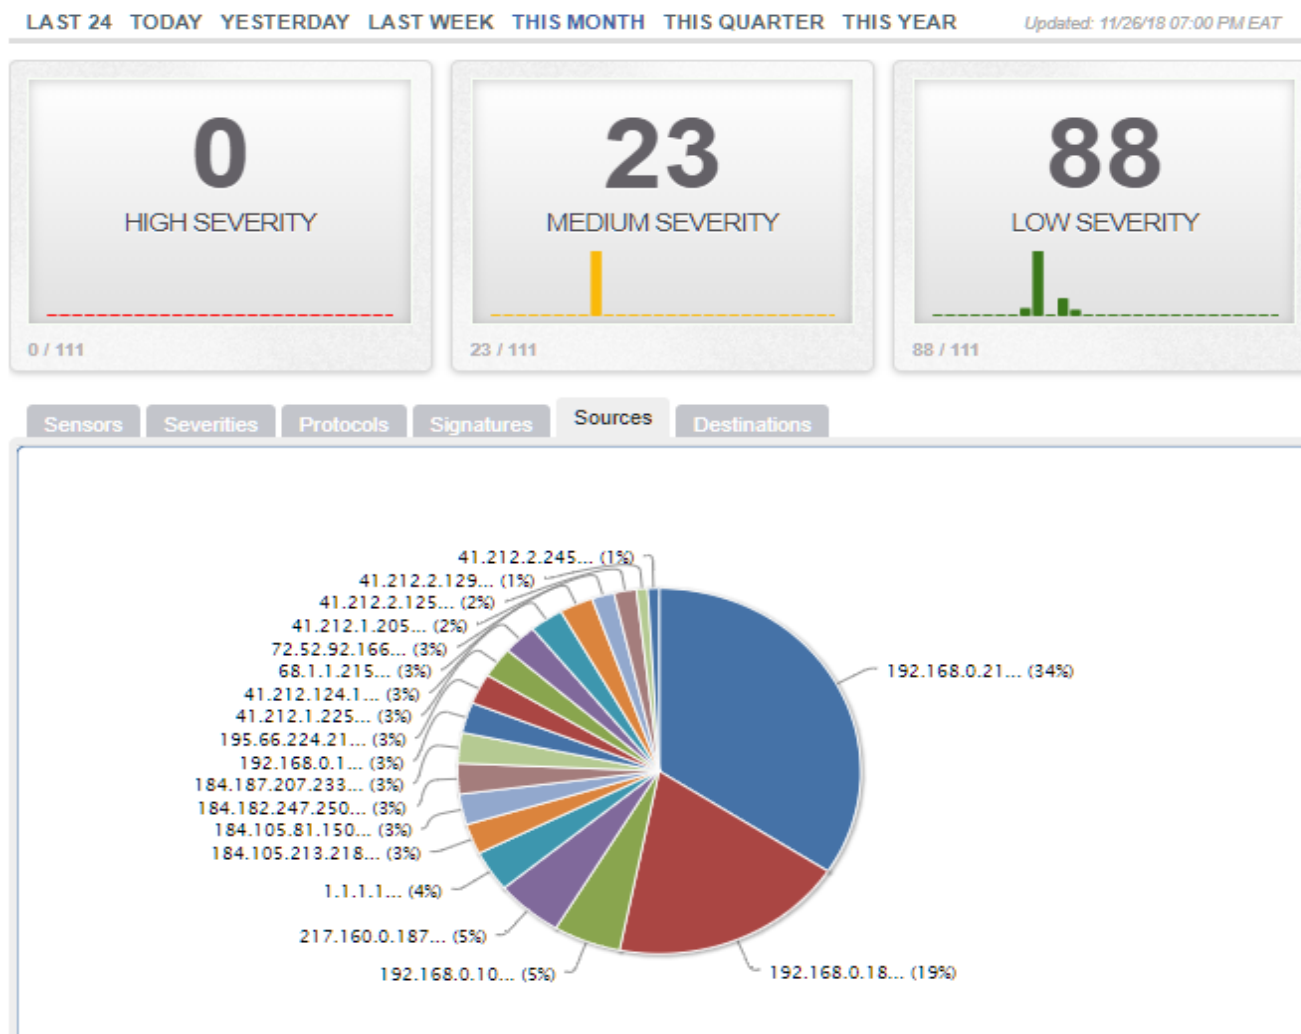 LAST 24 TODAY YESTERDAY LAST WEEK THIS MONTH THIS QUARTER THIS YEAR Updated: 11/26/18 07:00 PM EAT
0
HIGH SEVERITY
0 / 111
23
MEDIUM SEVERITY
23 / 111
88
LOW SEVERITY
88 / 111
Sensors Severities Protocols Signatures Sources Destinations
41.212.2.245... (1%)
41.212.2.129... (1%)
41.212.2.125... (2%)
41.212.1.205... (2%)
72.52.92.166... (3%)
68.1.1.215... (3%)
41.212.124.1... (3%)
41.212.1.225... (3%)
195.66.224.21... (3%)
192.168.0.1... (3%)
184.187.207.233... (3%)
184.182.247.250... (3%)
184.105.81.150... (3%)
184.105.213.218... (3%)
1.1.1.1... (4%)
217.160.0.187... (5%)
192.168.0.10... (5%)
192.168.0.18... (19%)
192.168.0.21... (34%)